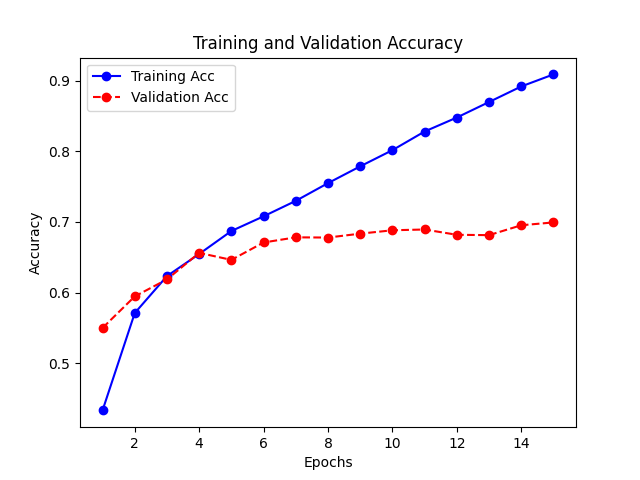 Training and Validation Accuracy
Training Acc
Validation Acc
0.9
0.8
0.7
0.6
0.5
Accuracy
2 4 6 8 10 12 14
Epochs